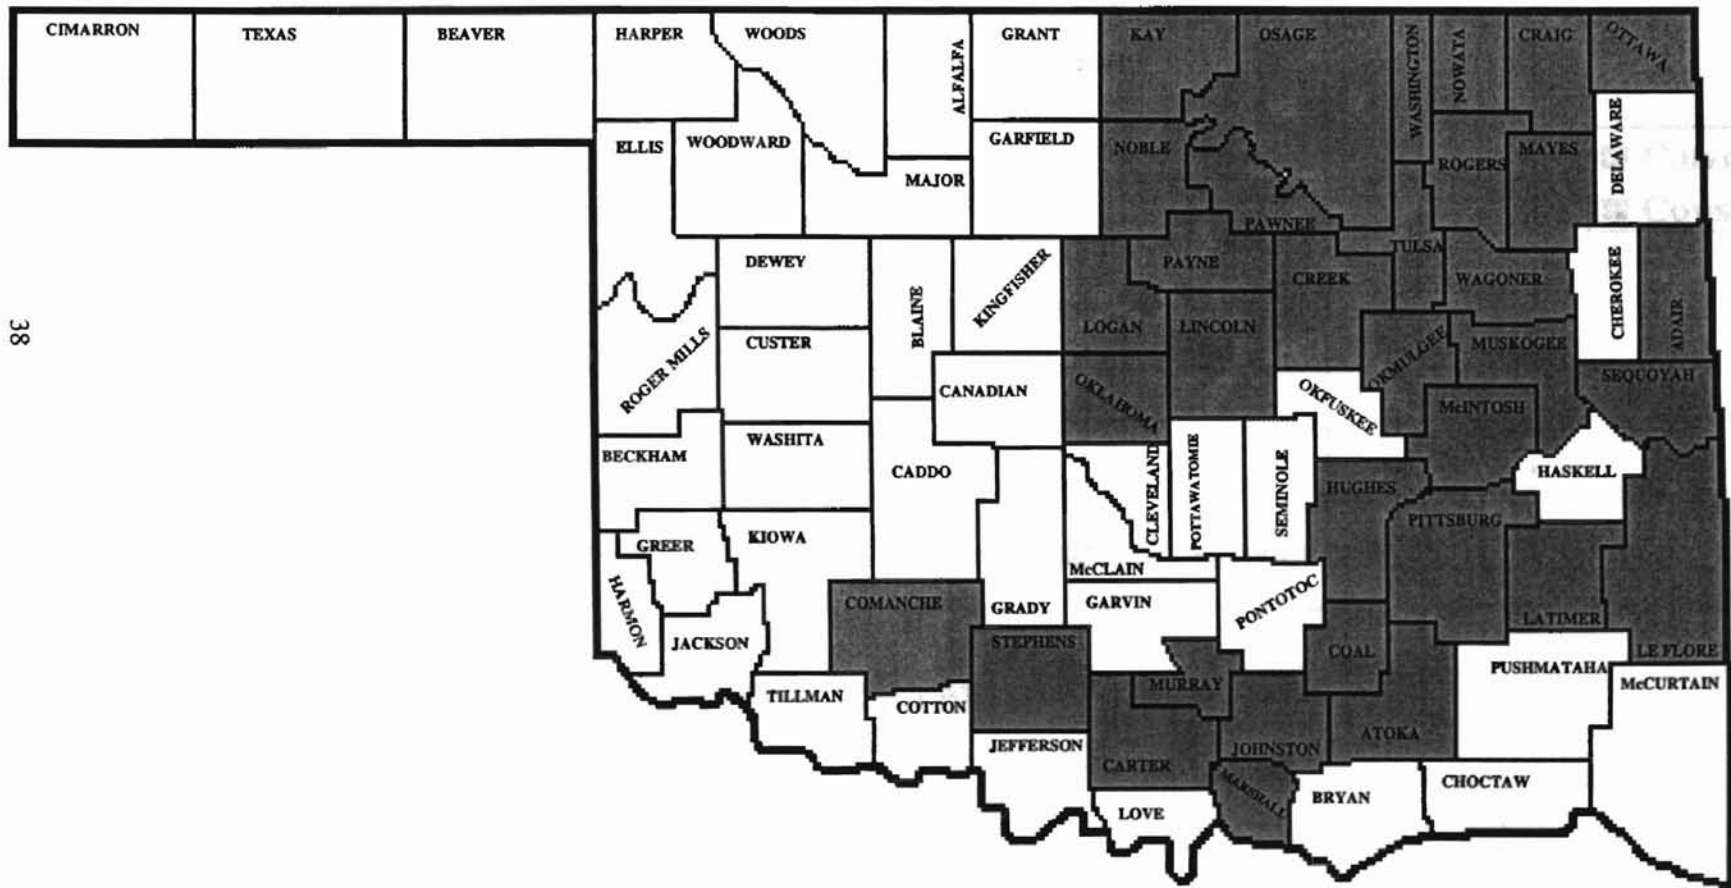 CIMARRON
TEXAS
BEAVER
HARPER
WOODS
ALFALFA
GRANT
KAY
OSAGE
WASHINGTON
NOWATA
CRAIG
OTTAWA
ELLIS
WOODWARD
MAJOR
GARFIELD
NOBLE
PAWNEE
ROGERS
MAYES
DELAWARE
DEWEY
BLAINE
KINGFISHER
LOGAN
PAYNE
LINCOLN
CREEK
TULSA
WAGONER
CHEROKEE
ADAIR
38
ROGER MILLS
CUSTER
CANADIAN
OKLAHOMA
OKFUSKEE
OKMULGEE
MUSKOGEE
McINTOSH
SEQUOYAH
BECKHAM
WASHITA
CADDO
CLEVELAND
POTTAWATOMIE
SEMINOLE
HUGHES
PITTSBURG
HASKELL
GREER
KIOWA
HARMON
JACKSON
COMANCHE
GRADY
McCLAIN
GARVIN
PONTOTOC
COAL
LATIMER
LE FLORE
STEPHENS
MURRAY
PUSHMATAHA
McCURTAIN
TILLMAN
COTTON
JEFFERSON
CARTER
JOHNSTON
ATOKA
LOVE
MARSHALL
BRYAN
CHOCTAW